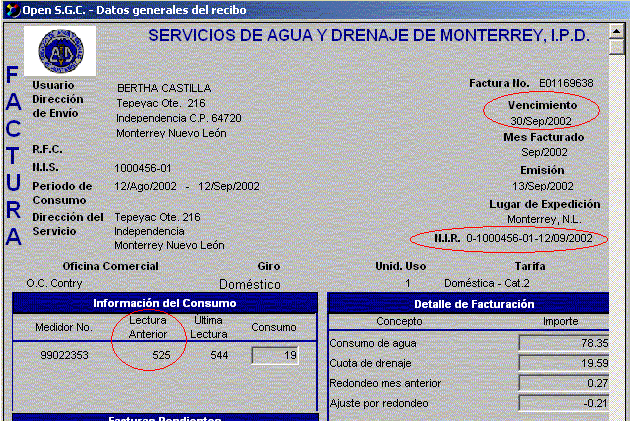 Open S.G.C. - Datos generales del recibo
SERVICIOS DE AGUA Y DRENAJE DE MONTERREY, I.P.D.
FACTURA
Usuario BERTHA CASTILLA
Factura No. E01169638
Dirección de Envío
Tepeyac Ote. 216
Independencia C.P. 64720
Monterrey Nuevo León
Vencimiento
30/Sep/2002
Mes Facturado
Sep/2002
R.F.C.
N.I.S. 1000456-01
Emisión
13/Sep/2002
Periodo de Consumo 12/Ago/2002 - 12/Sep/2002
Lugar de Expedición
Monterrey, N.L.
Dirección del Servicio
Tepeyac Ote. 216
Independencia
Monterrey Nuevo León
N.I.R. 0-1000456-01-12/09/2002
Oficina Comercial Giro Unid. Uso Tarifa
O.C. Contry Doméstico 1 Doméstica - Cat.2
Información del Consumo
Medidor No. Lectura Anterior Ultima Lectura Consumo
99022353 525 544 19
Facturas Pendientes
Detalle de Facturación
Concepto Importe
Consumo de agua 78.35
Cuota de drenaje 19.59
Redondeo mes anterior 0.27
Ajuste por redondeo -0.21